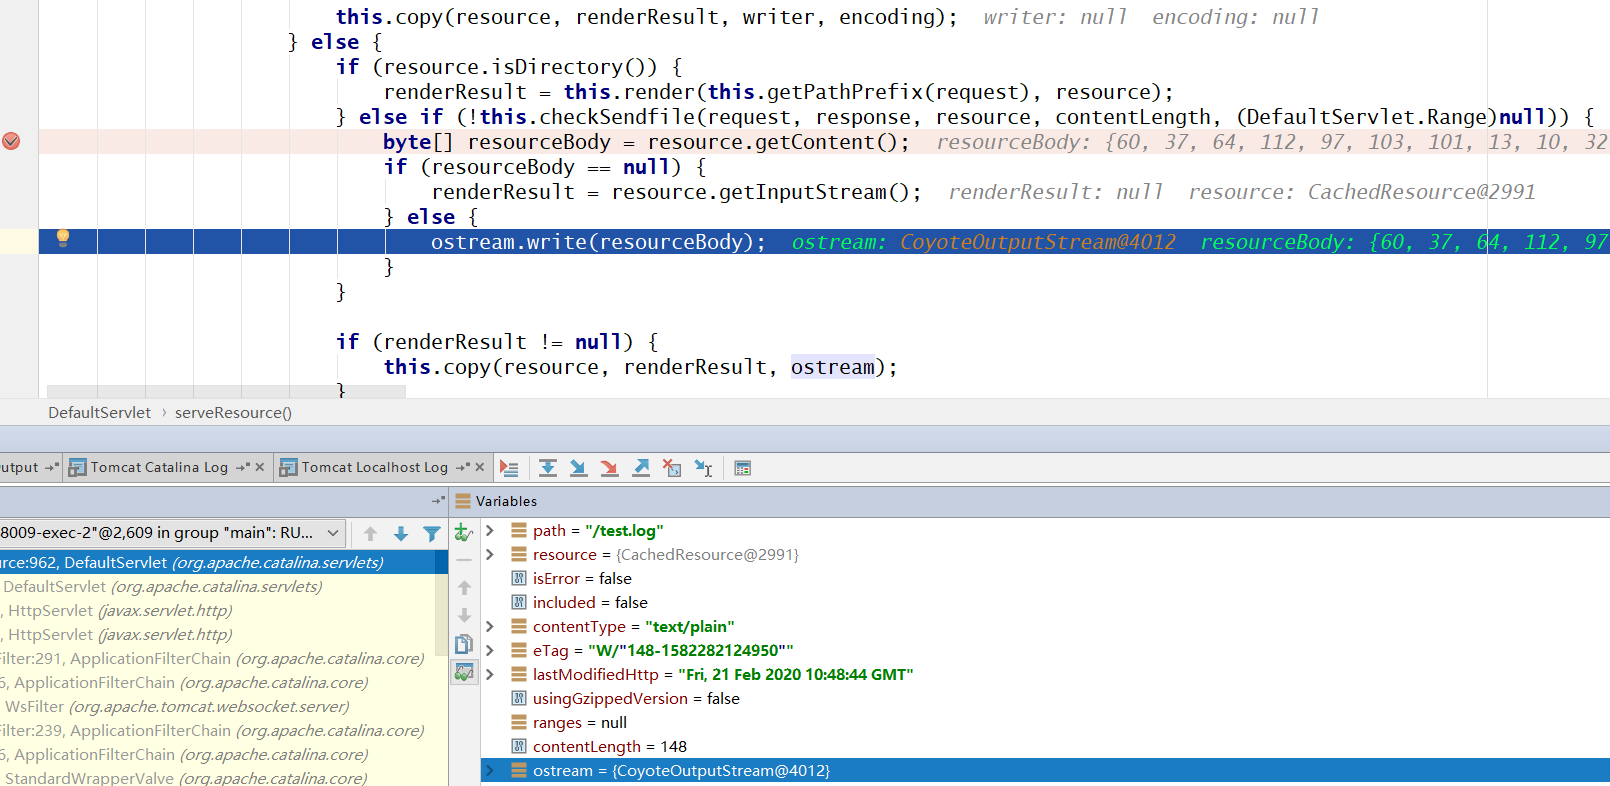 this.copy(resource, renderResult, writer, encoding);  writer: null  encoding: null
} else {
if (resource.isDirectory()) {
renderResult = this.render(this.getPathPrefix(request), resource);
} else if (!this.checkSendfile(request, response, resource, contentLength, (DefaultServlet.Range)null)) {
byte[] resourceBody = resource.getContent();  resourceBody: {60, 37, 64, 112, 97, 103, 101, 13, 10, 32
if (resourceBody == null) {
renderResult = resource.getInputStream();  renderResult: null  resource: CachedResource@2991
} else {
ostream.write(resourceBody);  ostream: CoyoteOutputStream@4012  resourceBody: {60, 37, 64, 112, 97
}
}
if (renderResult != null) {
this.copy(resource, renderResult, ostream);
}
DefaultServlet › serveResource()
utput Tomcat Catalina Log Tomcat Localhost Log
Variables
8009-exec-2"@2,609 in group "main": RU...
rce:962, DefaultServlet (org.apache.catalina.servlets)
DefaultServlet (org.apache.catalina.servlets)
, HttpServlet (javax.servlet.http)
, HttpServlet (javax.servlet.http)
Filter:291, ApplicationFilterChain (org.apache.catalina.core)
6, ApplicationFilterChain (org.apache.catalina.core)
WsFilter (org.apache.tomcat.websocket.server)
Filter:239, ApplicationFilterChain (org.apache.catalina.core)
6, ApplicationFilterChain (org.apache.catalina.core)
StandardWrapperValve (org.apache.catalina.core)
path = "/test.log"
resource = {CachedResource@2991}
isError = false
included = false
contentType = "text/plain"
eTag = "W/"148-1582282124950""
lastModifiedHttp = "Fri, 21 Feb 2020 10:48:44 GMT"
usingGzippedVersion = false
ranges = null
contentLength = 148
ostream = {CoyoteOutputStream@4012}